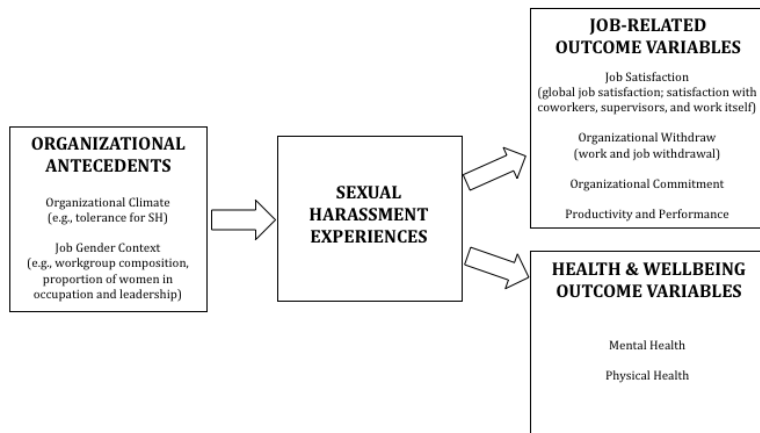 ORGANIZATIONAL
ANTECEDENTS
Organizational Climate
(e.g., tolerance for SH)
Job Gender Context
(e.g., workgroup composition,
proportion of women in
occupation and leadership)
SEXUAL
HARASSMENT
EXPERIENCES
JOB-RELATED
OUTCOME VARIABLES
Job Satisfaction
(global job satisfaction; satisfaction with
coworkers, supervisors, and work itself)
Organizational Withdraw
(work and job withdrawal)
Organizational Commitment
Productivity and Performance
HEALTH & WELLBEING
OUTCOME VARIABLES
Mental Health
Physical Health